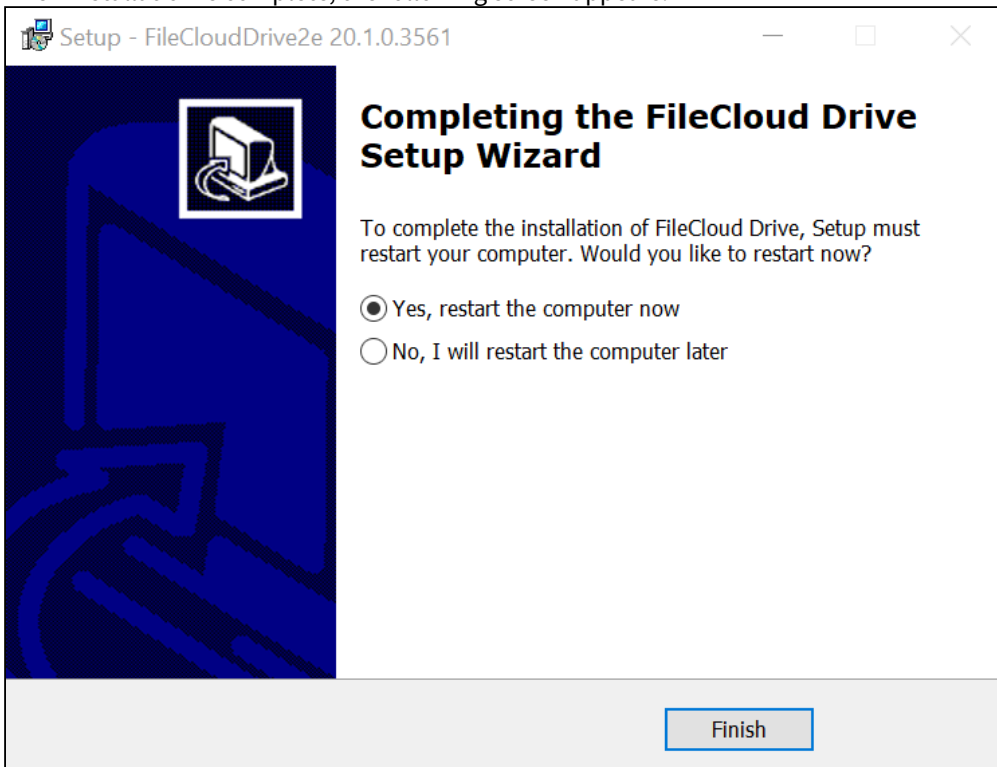 Setup - FileCloudDrive2e 20.1.0.3561
Completing the FileCloud Drive
Setup Wizard
To complete the installation of FileCloud Drive, Setup must
restart your computer. Would you like to restart now?
Yes, restart the computer now
No, I will restart the computer later
Finish